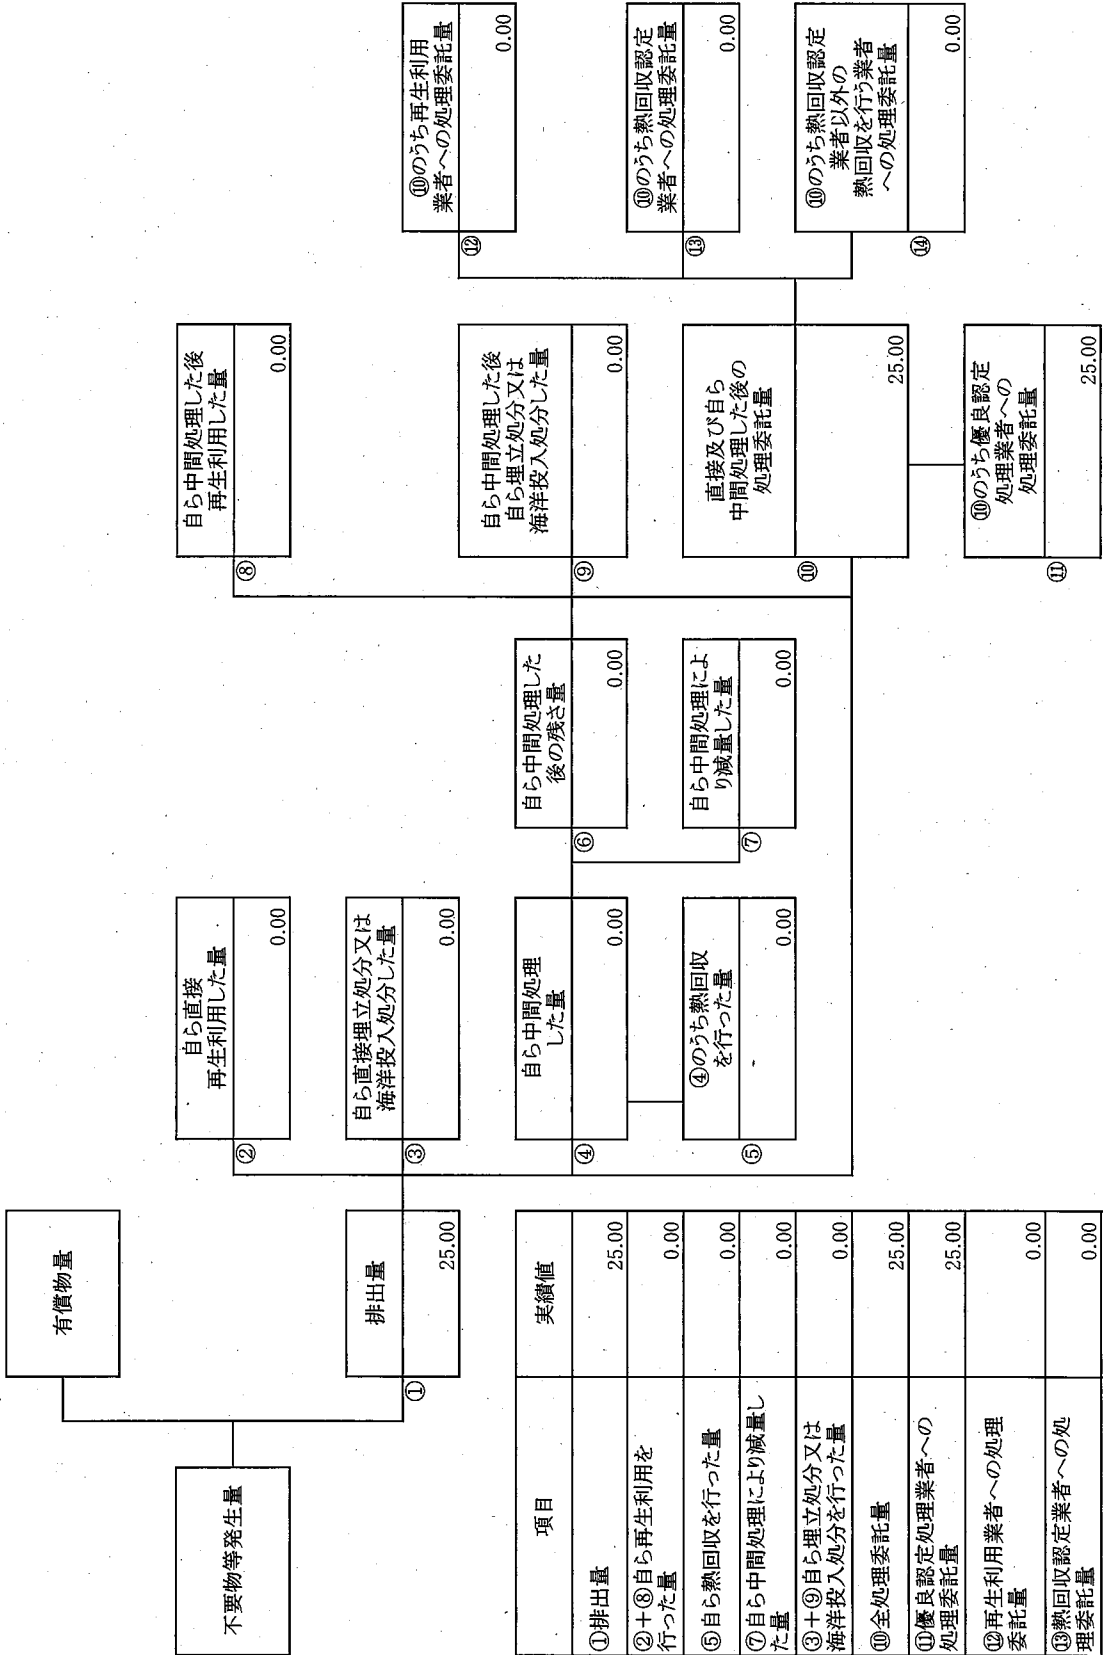 不要物等発生量
有償物量
排出量
①
25.00
自ら直接
再生利用した量
②
0.00
自ら直接埋立処分又は
海洋投入処分した量
③
0.00
自ら中間処理
した量
④
0.00
④のうち熱回収
を行った量
⑤
0.00
自ら中間処理した
後の残さ量
⑥
0.00
自ら中間処理によ
り減量した量
⑦
0.00
自ら中間処理した後
再生利用した量
⑧
0.00
自ら中間処理した後
自ら埋立処分又は
海洋投入処分した量
⑨
0.00
直接及び自ら
中間処理した後の
処理委託量
⑩
25.00
⑩のうち優良認定
処理業者への
処理委託量
⑪
25.00
⑩のうち再生利用
業者への処理委託量
⑫
0.00
⑩のうち熱回収認定
業者への処理委託量
⑬
0.00
⑩のうち熱回収認定
業者以外の
熱回収を行う業者
への処理委託量
⑭
0.00
項目 実績値
①排出量 25.00
②+⑧自ら再生利用を
行った量 0.00
⑤自ら熱回収を行った量 0.00
⑦自ら中間処理により減量し
た量 0.00
③+⑨自ら埋立処分又は
海洋投入処分を行った量 0.00
⑩全処理委託量 25.00
⑪優良認定処理業者への
処理委託量 25.00
⑫再生利用業者への処理
委託量 0.00
⑬熱回収認定業者への処
理委託量 0.00